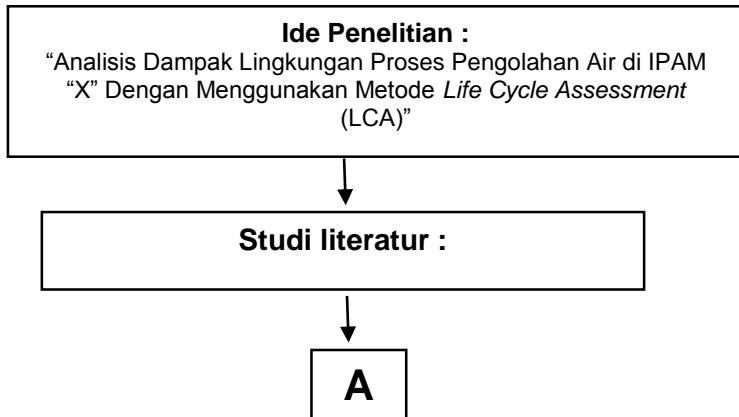 Ide Penelitian :
“Analisis Dampak Lingkungan Proses Pengolahan Air di IPAM
“X” Dengan Menggunakan Metode Life Cycle Assessment
(LCA)”
Studi literatur :
A